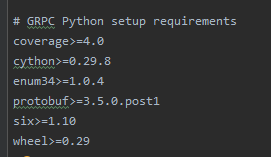 # GRPC Python setup requirements
coverage>=4.0
cython>=0.29.8
enum34>=1.0.4
protobuf>=3.5.0.post1
six>=1.10
wheel>=0.29